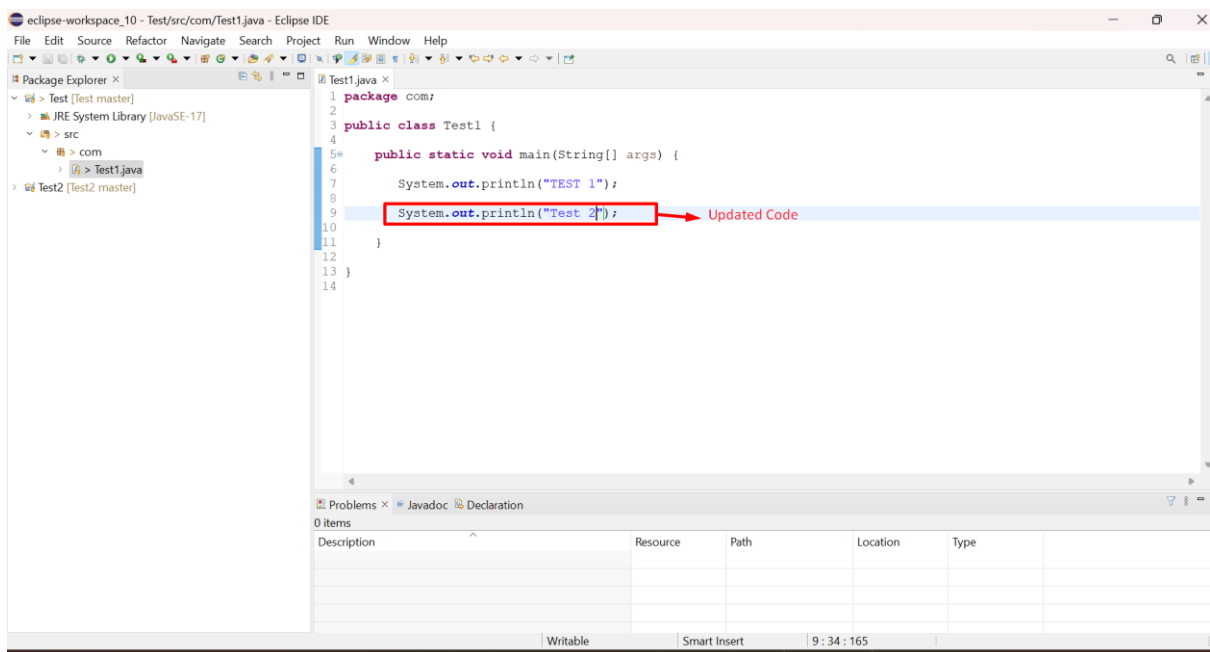 eclipse-workspace_10 - Test/src/com/Test1.java - Eclipse IDE
File Edit Source Refactor Navigate Search Project Run Window Help
Package Explorer ×
> Test [Test master]
JRE System Library [JavaSE-17]
> src
> com
> Test1.java
Test2 [Test2 master]
Test1.java ×
1 package com;
2
3 public class Test1 {
4
5 public static void main(String[] args) {
6
7 System.out.println("TEST 1");
8
9 System.out.println("Test 2"); Updated Code
10
11 }
12
13 }
14
Problems × Javadoc Declaration
0 items
Description Resource Path Location Type
Writable Smart Insert 9 : 34 : 165